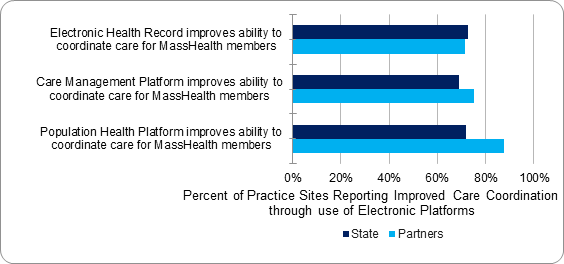 Electronic Health Record improves ability to
coordinate care for MassHealth members
Care Management Platform improves ability to
coordinate care for MassHealth members
Population Health Platform improves ability to
coordinate care for MassHealth members
0% 20% 40% 60% 80% 100%
Percent of Practice Sites Reporting Improved Care Coordination
through use of Electronic Platforms
State Partners